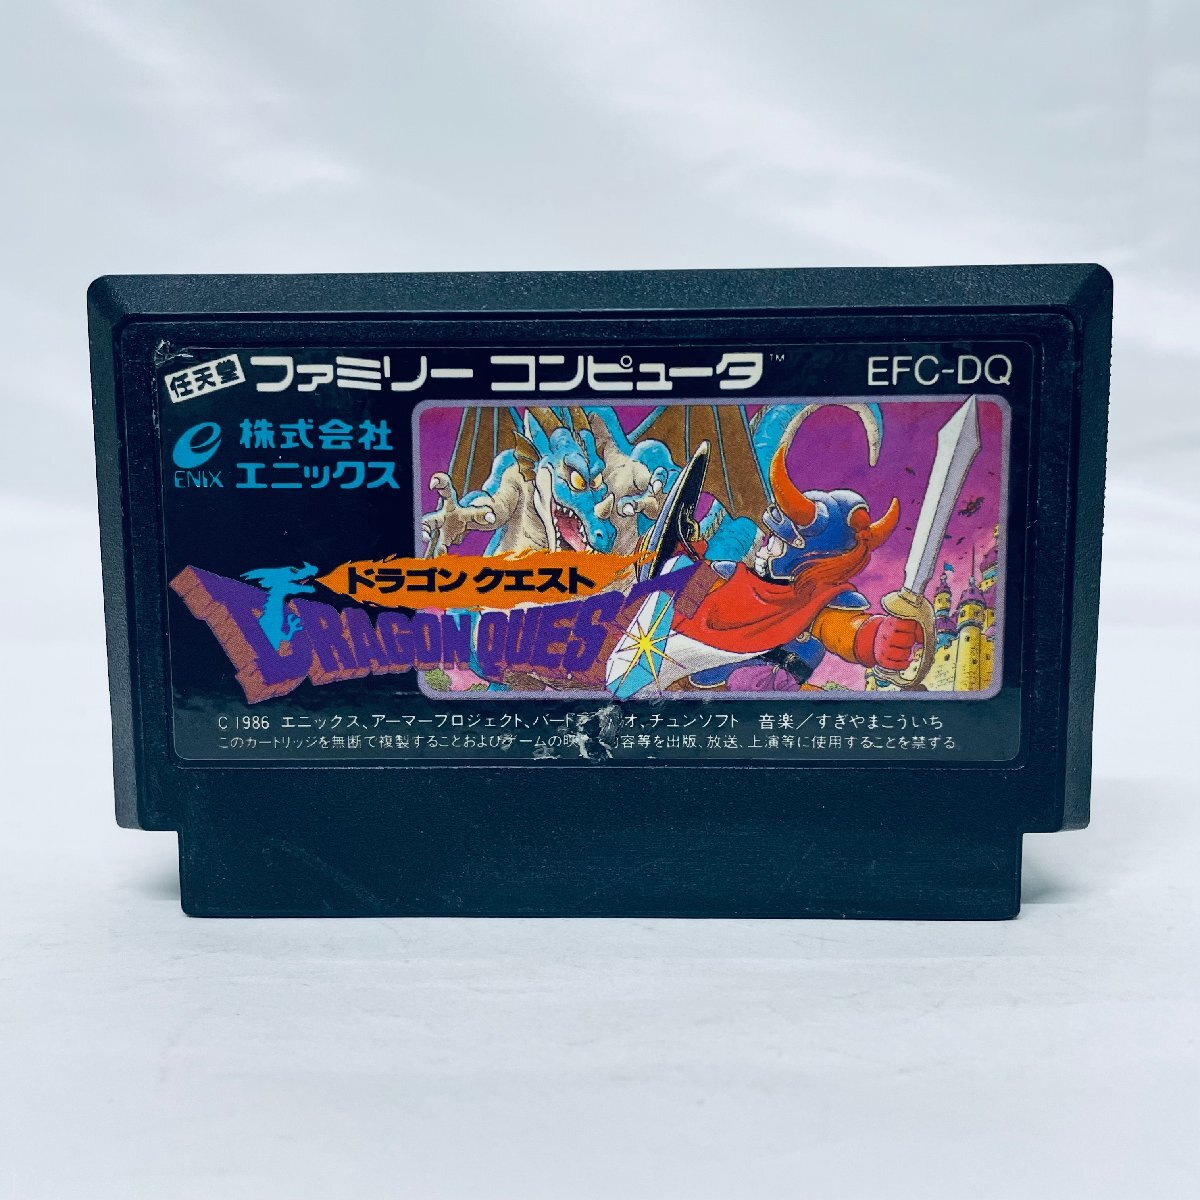 任天堂 ファミリー コンピュータ™ EFC-DQ
株式会社
ENIX エニックス
ドラゴン クエスト
DRAGON QUEST
C 1986 エニックス、アーマープロジェクト、バード オ、チュンソフト 音楽/すぎやまこういち
このカートリッジを無断で複製することおよびゲームの 容等を出版、放送、上演等に使用することを禁ずる